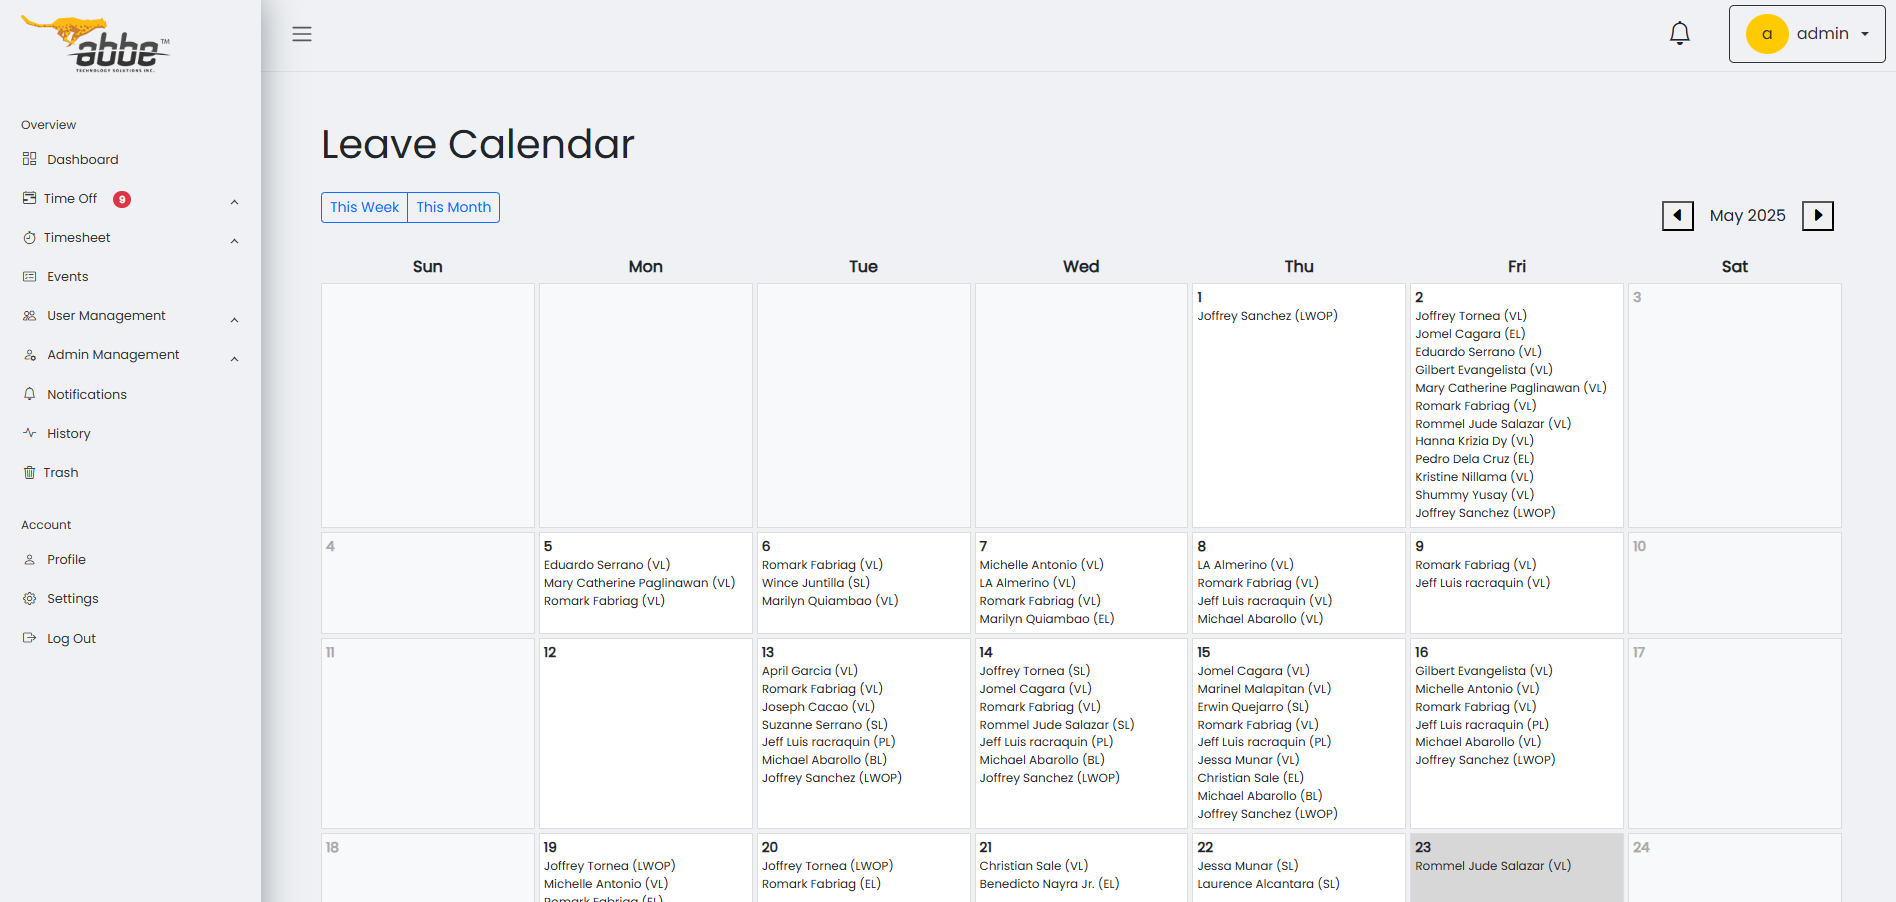 abbe™
TECHNOLOGY SOLUTIONS INC.
a
admin
Overview
Dashboard
Time Off
9
Timesheet
Events
User Management
Admin Management
Notifications
History
Trash
Account
Profile
Settings
Log Out
Leave Calendar
This Week
This Month
May 2025
Sun
Mon
Tue
Wed
Thu
Fri
Sat
1
Joffrey Sanchez (LWOP)
2
Joffrey Tornea (VL)
Jomel Cagara (EL)
Eduardo Serrano (VL)
Gilbert Evangelista (VL)
Mary Catherine Paglinawan (VL)
Romark Fabriag (VL)
Rommel Jude Salazar (VL)
Hanna Krizia Dy (VL)
Pedro Dela Cruz (EL)
Kristine Nillama (VL)
Shummy Yusay (VL)
Joffrey Sanchez (LWOP)
3
4
5
Eduardo Serrano (VL)
Mary Catherine Paglinawan (VL)
Romark Fabriag (VL)
6
Romark Fabriag (VL)
Wince Juntilla (SL)
Marilyn Quiambao (VL)
7
Michelle Antonio (VL)
LA Almerino (VL)
Romark Fabriag (VL)
Marilyn Quiambao (EL)
8
LA Almerino (VL)
Romark Fabriag (VL)
Jeff Luis racraquin (VL)
Michael Abarollo (VL)
9
Romark Fabriag (VL)
Jeff Luis racraquin (VL)
10
11
12
13
April Garcia (VL)
Romark Fabriag (VL)
Joseph Cacao (VL)
Suzanne Serrano (SL)
Jeff Luis racraquin (PL)
Michael Abarollo (BL)
Joffrey Sanchez (LWOP)
14
Joffrey Tornea (SL)
Jomel Cagara (VL)
Romark Fabriag (VL)
Rommel Jude Salazar (SL)
Jeff Luis racraquin (PL)
Michael Abarollo (BL)
Joffrey Sanchez (LWOP)
15
Jomel Cagara (VL)
Marinel Malapitan (VL)
Erwin Quejarro (SL)
Romark Fabriag (VL)
Jeff Luis racraquin (PL)
Jessa Munar (VL)
Christian Sale (EL)
Michael Abarollo (BL)
Joffrey Sanchez (LWOP)
16
Gilbert Evangelista (VL)
Michelle Antonio (VL)
Romark Fabriag (VL)
Jeff Luis racraquin (PL)
Michael Abarollo (VL)
Joffrey Sanchez (LWOP)
17
18
19
Joffrey Tornea (LWOP)
Michelle Antonio (VL)
Romark Fabriag (EL)
20
Joffrey Tornea (LWOP)
Romark Fabriag (EL)
21
Christian Sale (VL)
Benedicto Nayra Jr. (EL)
22
Jessa Munar (SL)
Laurence Alcantara (SL)
23
Rommel Jude Salazar (VL)
24